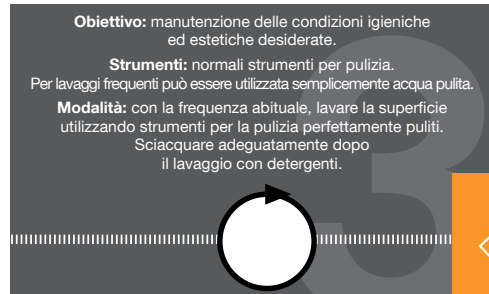 Obiettivo: manutenzione delle condizioni igieniche
ed estetiche desiderate.
Strumenti: normali strumenti per pulizia.
Per lavaggi frequenti può essere utilizzata semplicemente acqua pulita.
Modalità: con la frequenza abituale, lavare la superficie
utilizzando strumenti per la pulizia perfettamente puliti.
Sciacquare adeguatamente dopo
il lavaggio con detergenti.
3